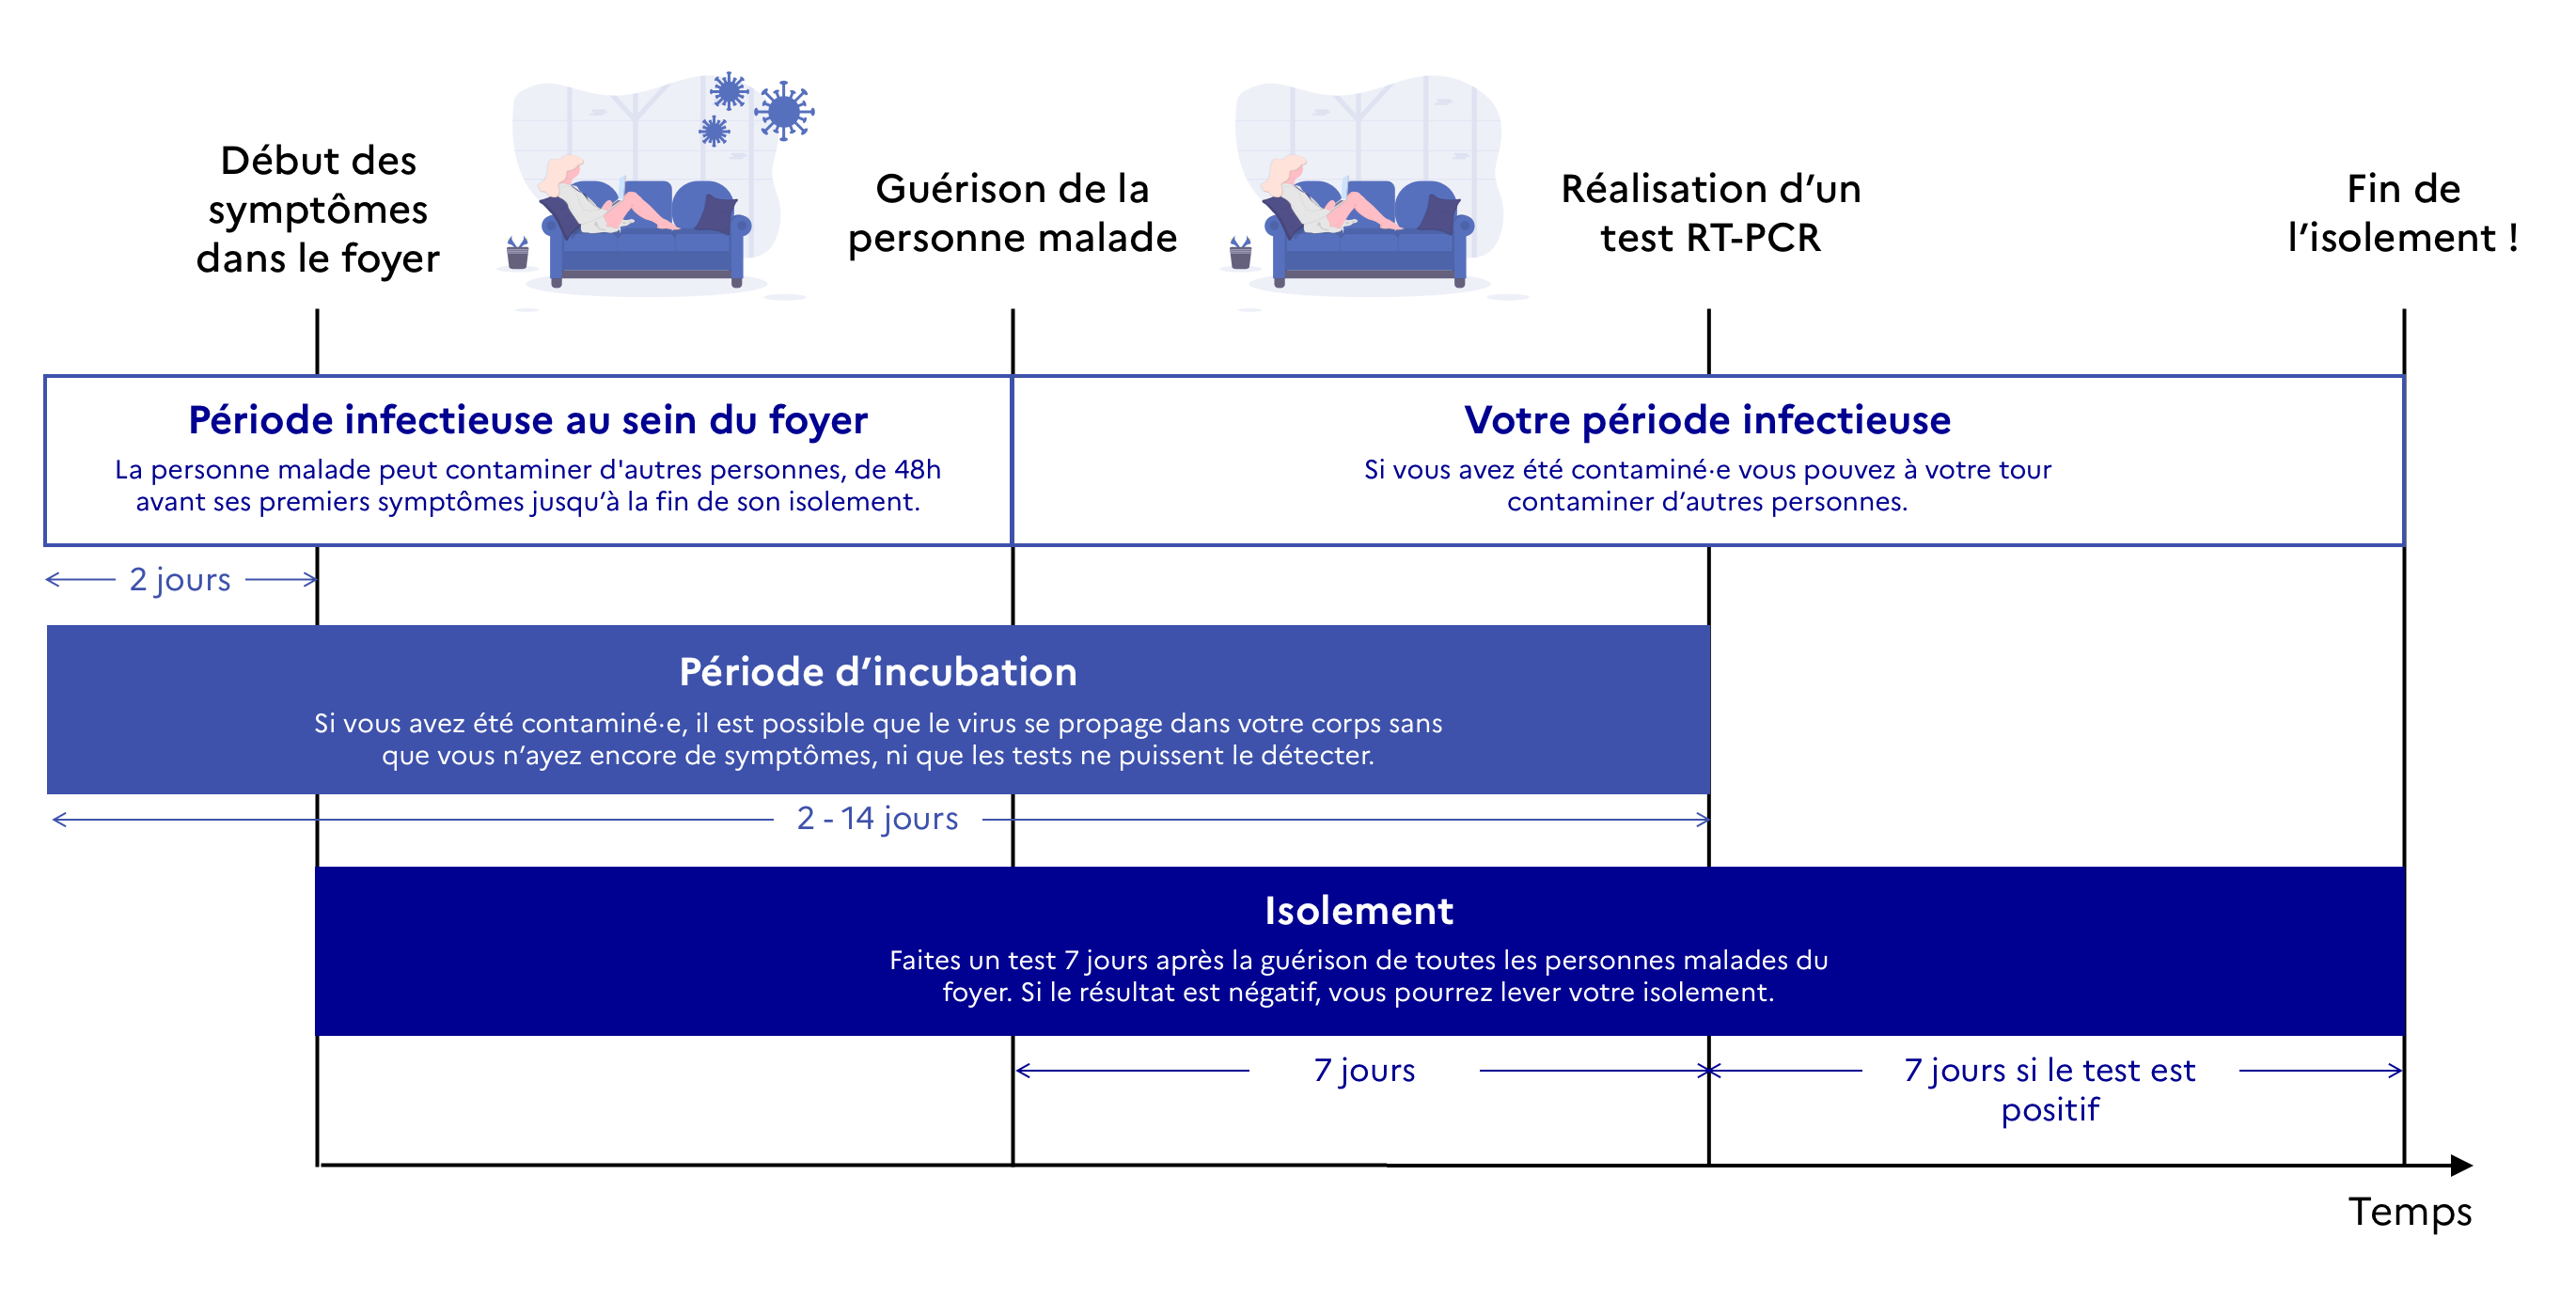 Début des
symptômes
dans le foyer
Guérison de la
personne malade
Réalisation d’un
test RT-PCR
Fin de
l’isolement !
Période infectieuse au sein du foyer
La personne malade peut contaminer d'autres personnes, de 48h
avant ses premiers symptômes jusqu’à la fin de son isolement.
Votre période infectieuse
Si vous avez été contaminé·e vous pouvez à votre tour
contaminer d’autres personnes.
2 jours
Période d’incubation
Si vous avez été contaminé·e, il est possible que le virus se propage dans votre corps sans
que vous n’ayez encore de symptômes, ni que les tests ne puissent le détecter.
2 - 14 jours
Isolement
Faites un test 7 jours après la guérison de toutes les personnes malades du
foyer. Si le résultat est négatif, vous pourrez lever votre isolement.
7 jours
7 jours si le test est
positif
Temps